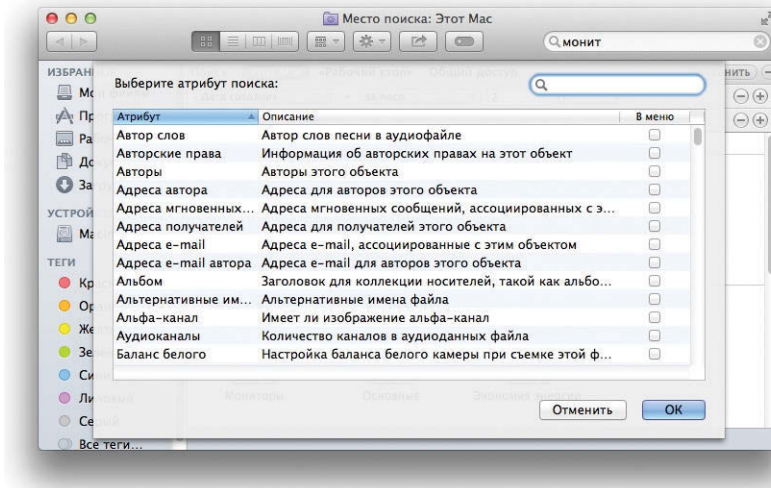 Место поиска: Этот Mac
монит
ИЗБРАН
Выберите атрибут поиска:
Атрибут Описание В меню
Автор слов Автор слов песни в аудиофайле
Авторские права Информация об авторских правах на этот объект
Авторы Авторы этого объекта
Адреса автора Адреса для авторов этого объекта
Адреса мгновенных... Адреса мгновенных сообщений, ассоциированных с э...
Адреса получателей Адреса для получателей этого объекта
Адреса e-mail Адреса e-mail, ассоциированные с этим объектом
Адреса e-mail автора Адреса e-mail для авторов этого объекта
Альбом Заголовок для коллекции носителей, такой как альбо...
Альтернативные им... Альтернативные имена файла
Альфа-канал Имеет ли изображение альфа-канал
Аудиоканалы Количество каналов в аудиоданных файла
Баланс белого Настройка баланса белого камеры при съемке этой ф...
УСТРОЙ
ТЕГИ
Мониторы Основные Экономия энергии
Отменить OK
Все теги...